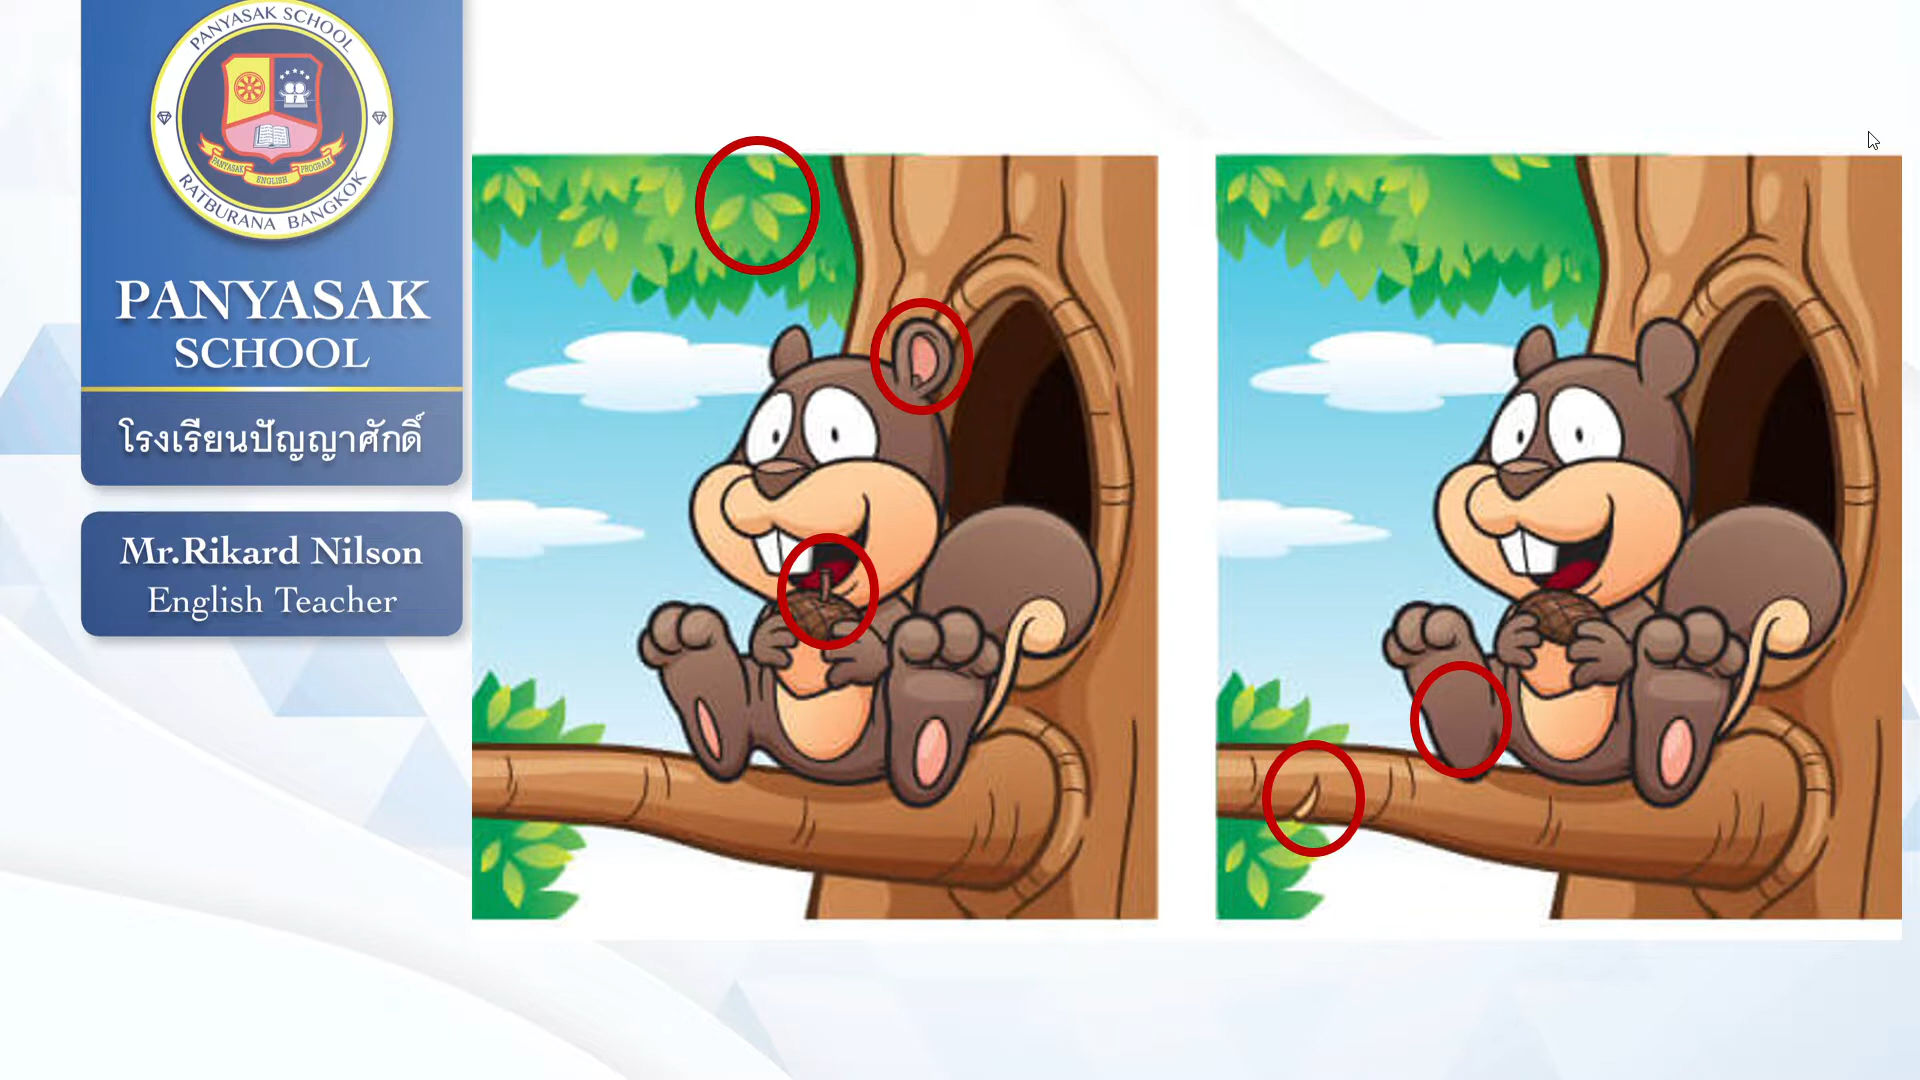 PANYASAK SCHOOL
PANYASAK
ENGLISH
PROGRAM
RATBURANA BANGKOK
PANYASAK
SCHOOL
โรงเรียนปัญญาศักดิ์
Mr.Rikard Nilson
English Teacher